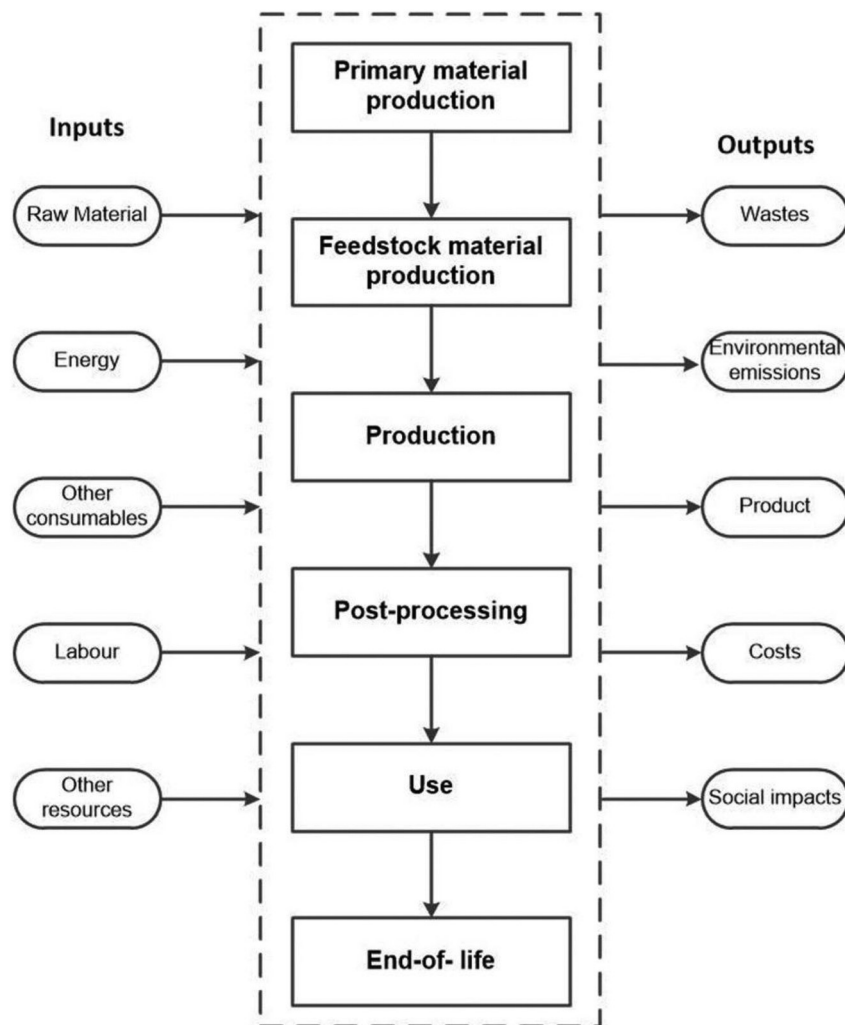 Primary material
production
Inputs
Outputs
Raw Material
Wastes
Feedstock material
production
Energy
Environmental
emissions
Production
Other
consumables
Product
Post-processing
Labour
Costs
Use
Other
resources
Social impacts
End-of- life